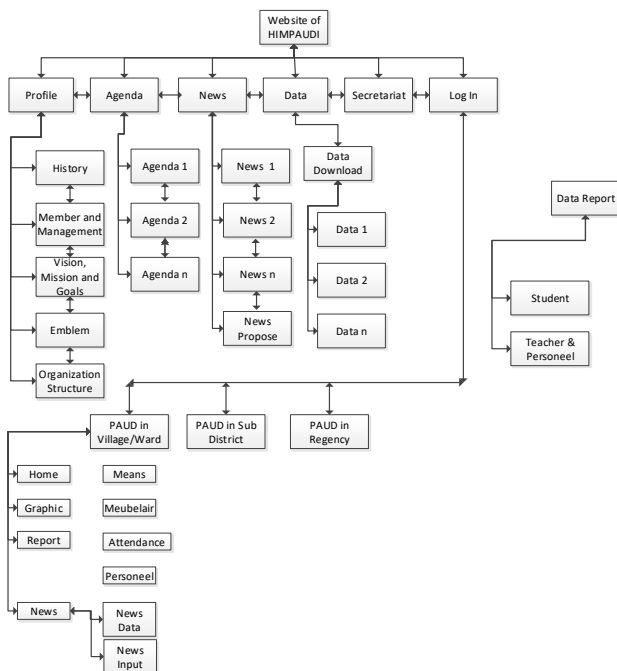 Website of
HIMPAUDI
Profile
Agenda
News
Data
Secretariat
Log In
History
Member and
Management
Vision,
Mission and
Goals
Emblem
Organization
Structure
Agenda 1
Agenda 2
Agenda n
News 1
News 2
News n
News
Propose
Data
Download
Data 1
Data 2
Data n
Data Report
Student
Teacher &
Personeel
PAUD in
Village/Ward
PAUD in Sub
District
PAUD in
Regency
Home
Graphic
Report
News
Means
Meubelair
Attendance
Personeel
News
Data
News
Input